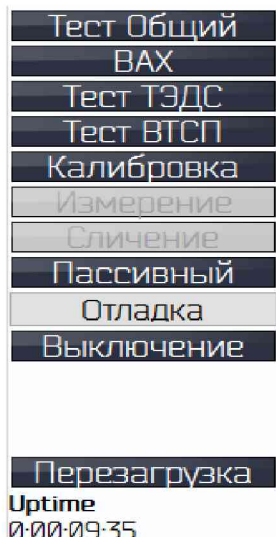 Тест Общий
ВАХ
Тест ТЭДС
Тест ВТСП
Калибровка
Измерение
Сличение
Пассивный
Отладка
Выключение
Перезагрузка
Uptime
0:00:09:35